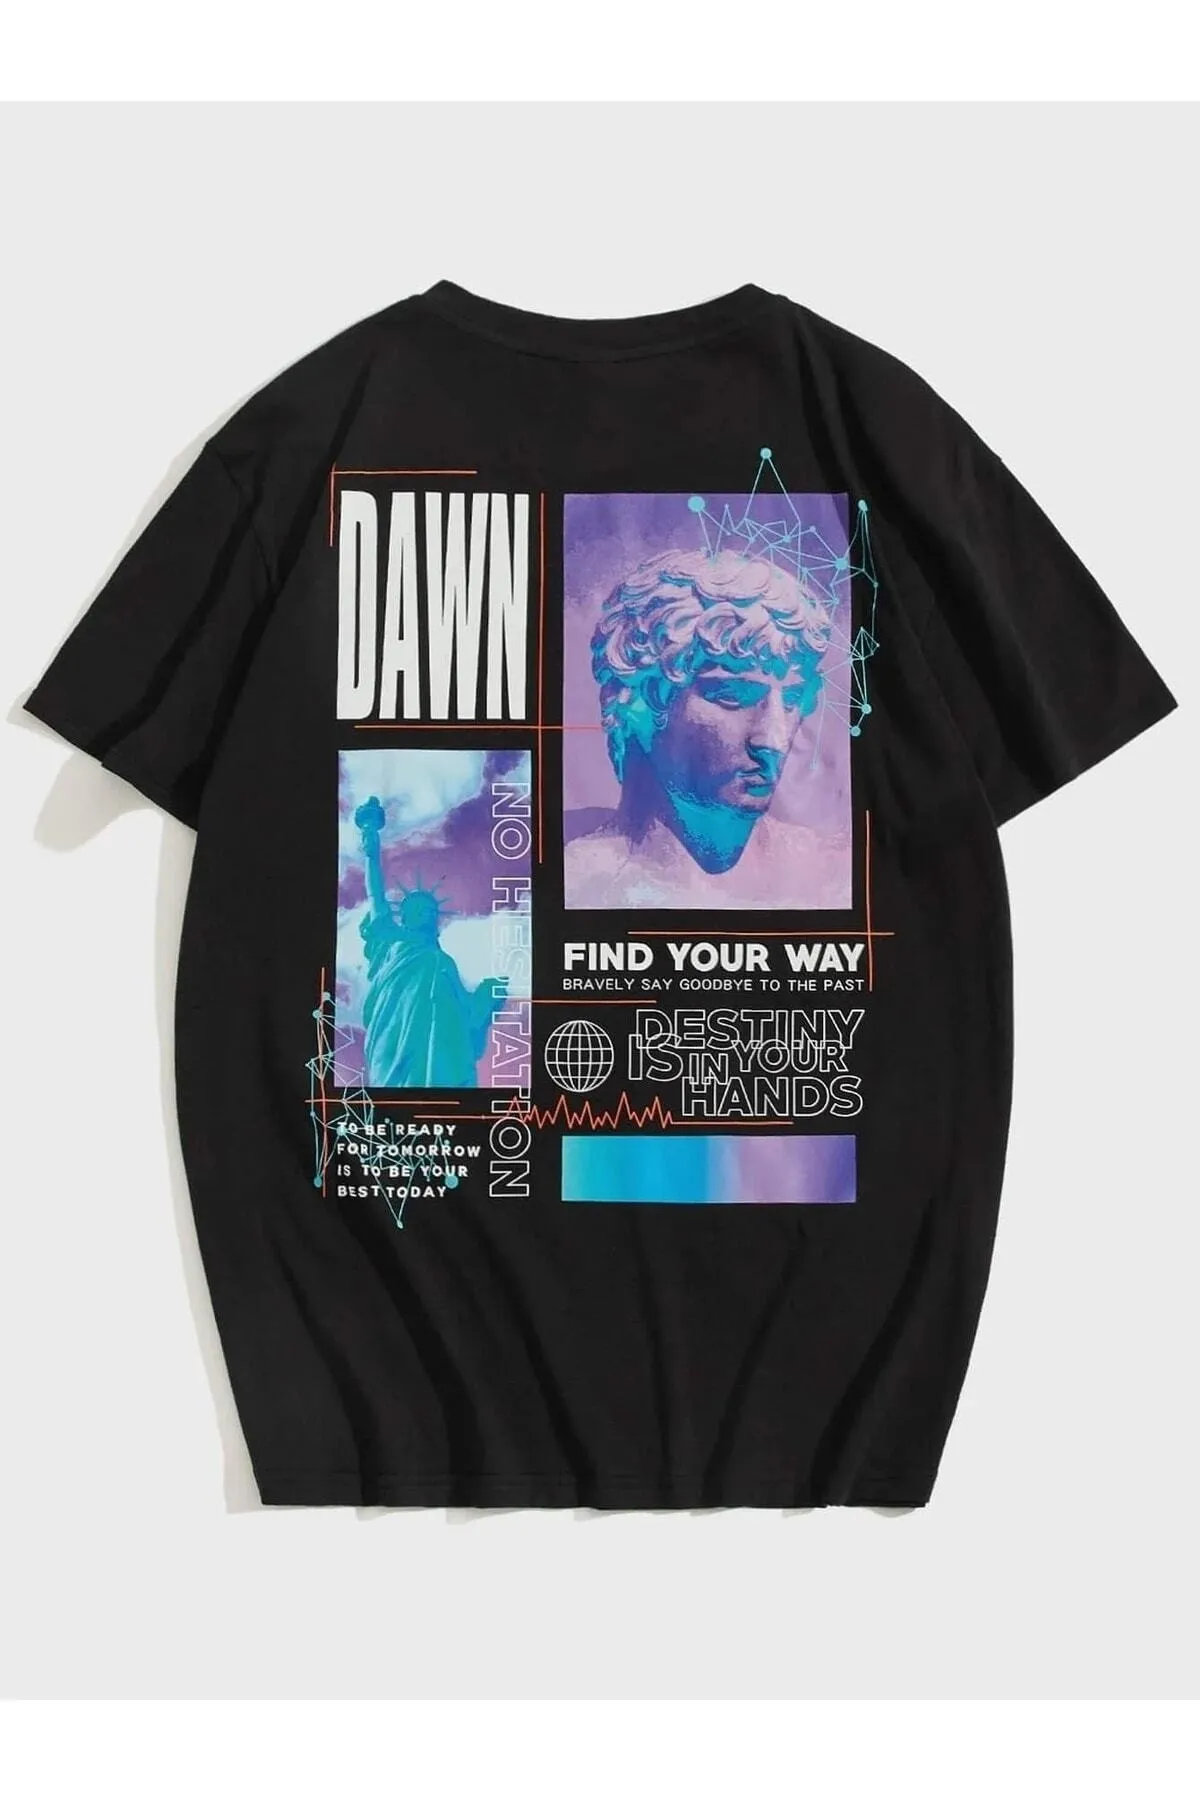 DAWN
NO HESITATION
FIND YOUR WAY
BRAVELY SAY GOODBYE TO THE PAST
DESTINY
IS IN YOUR
HANDS
TO BE READY
FOR TOMORROW
IS TO BE YOUR
BEST TODAY